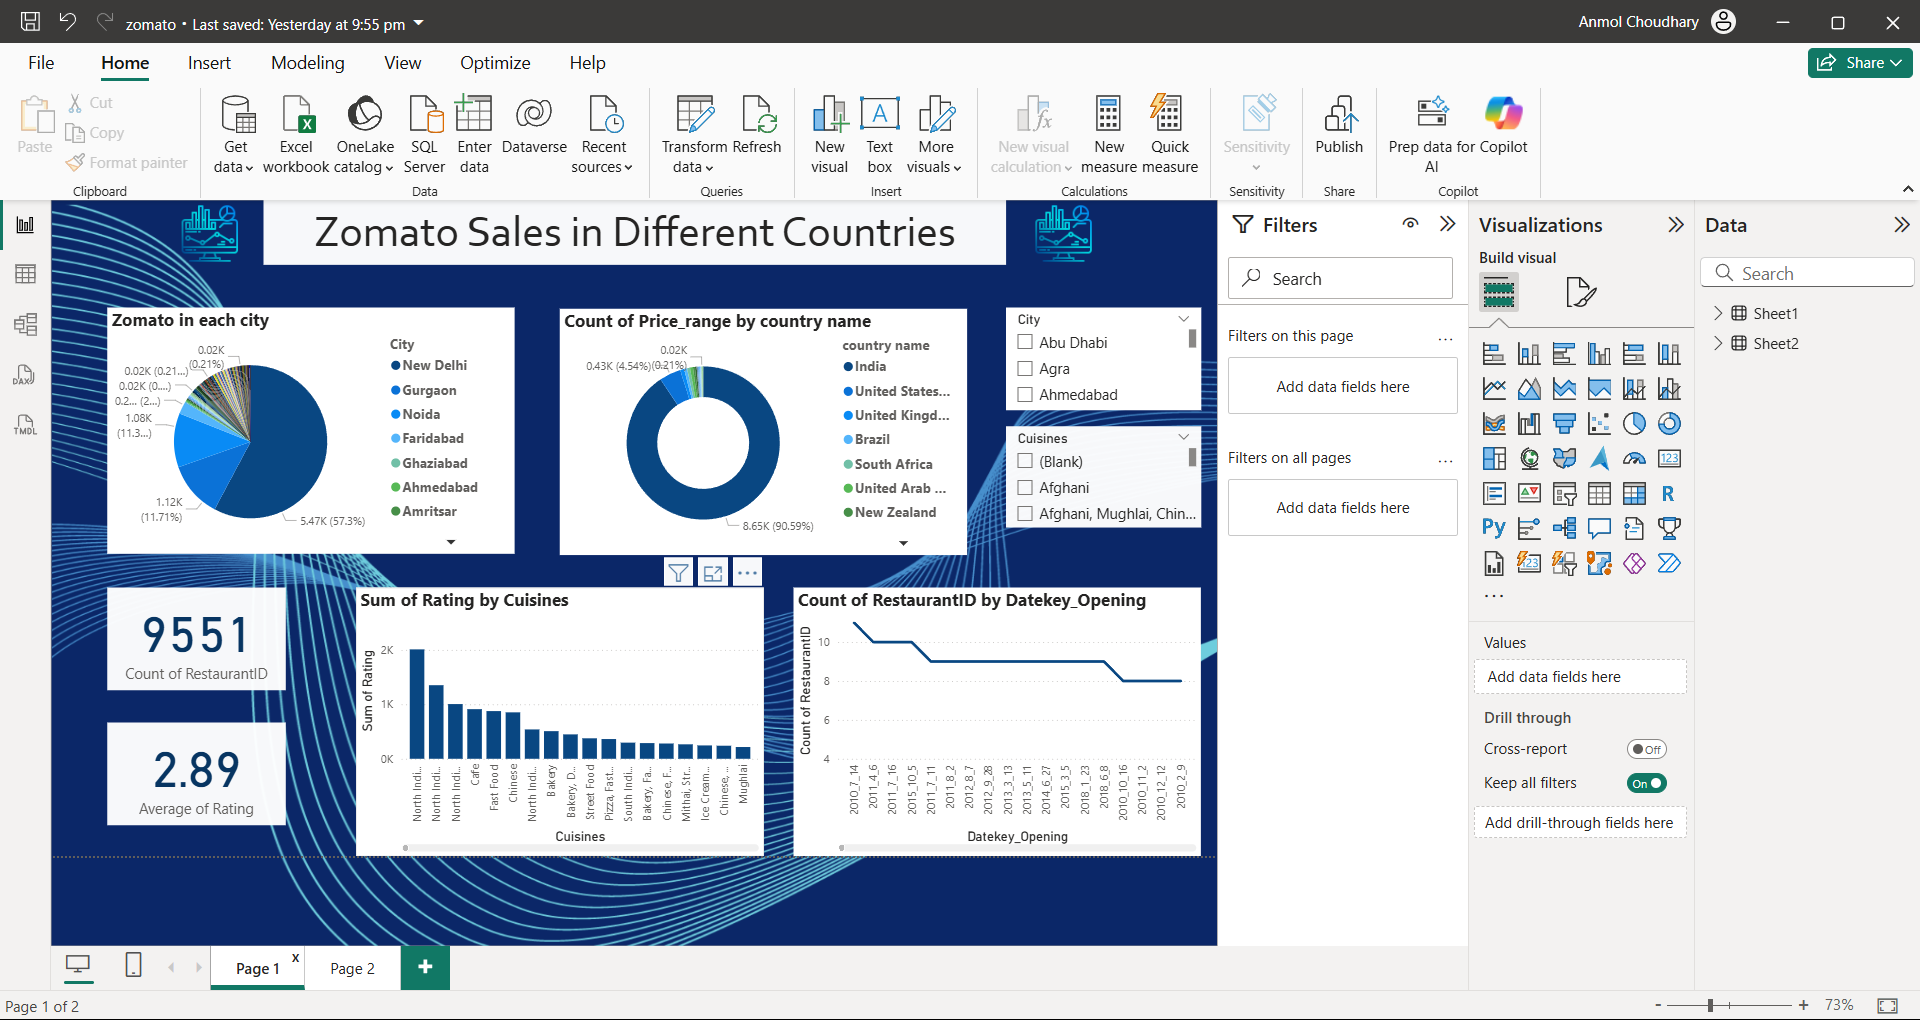 zomato • Last saved: Yesterday at 9:55 pm
Anmol Choudhary
File Home Insert Modeling View Optimize Help
Share
Paste
Cut
Copy
Format painter
Clipboard
Get data
Excel workbook
OneLake catalog
SQL Server
Enter data
Dataverse
Recent sources
Data
Transform data
Refresh
Queries
New visual
Text box
More visuals
Insert
New visual calculation
New measure
Quick measure
Calculations
Sensitivity
Sensitivity
Publish
Share
Prep data for AI
Copilot
Copilot
Zomato Sales in Different Countries
Zomato in each city
0.02K
(0.21%)
0.02K (0.21...)
0.02K (0....)
0.2... (2...)
1.08K
(11.3...)
1.12K
(11.71%)
5.47K (57.3%)
City
New Delhi
Gurgaon
Noida
Faridabad
Ghaziabad
Ahmedabad
Amritsar
Count of Price_range by country name
0.02K
(0.21%)
0.43K (4.54%)
8.65K (90.59%)
country name
India
United States...
United Kingd...
Brazil
South Africa
United Arab ...
New Zealand
City
Abu Dhabi
Agra
Ahmedabad
Cuisines
(Blank)
Afghani
Afghani, Mughlai, Chin...
9551
Count of RestaurantID
2.89
Average of Rating
Sum of Rating by Cuisines
Sum of Rating
2K
1K
0K
North Indi...
North Indi...
North Indi...
Cafe
Fast Food
Chinese
North Indi...
Bakery
Bakery, D...
Street Food
Pizza, Fast...
South Indi...
Bakery, Fa...
Chinese, F...
Mithai, Str...
Ice Cream...
Chinese, ...
Mughlai
Cuisines
Count of RestaurantID by Datekey_Opening
Count of RestaurantID
10
8
6
4
2010_7_14
2011_4_6
2011_7_16
2015_10_5
2011_7_11
2011_8_2
2012_8_7
2012_9_28
2013_3_13
2013_5_11
2014_6_27
2015_3_5
2018_1_23
2018_6_8
2010_10_16
2010_11_2
2010_12_12
2010_2_9
Datekey_Opening
Filters
Search
Filters on this page
...
Add data fields here
Filters on all pages
...
Add data fields here
Visualizations
Build visual
123
R
Py
123
...
Values
Add data fields here
Drill through
Cross-report
Off
Keep all filters
On
Add drill-through fields here
Data
Search
Sheet1
Sheet2
DAX
TMDL
Page 1
x
Page 2
+
Page 1 of 2
- + 73%